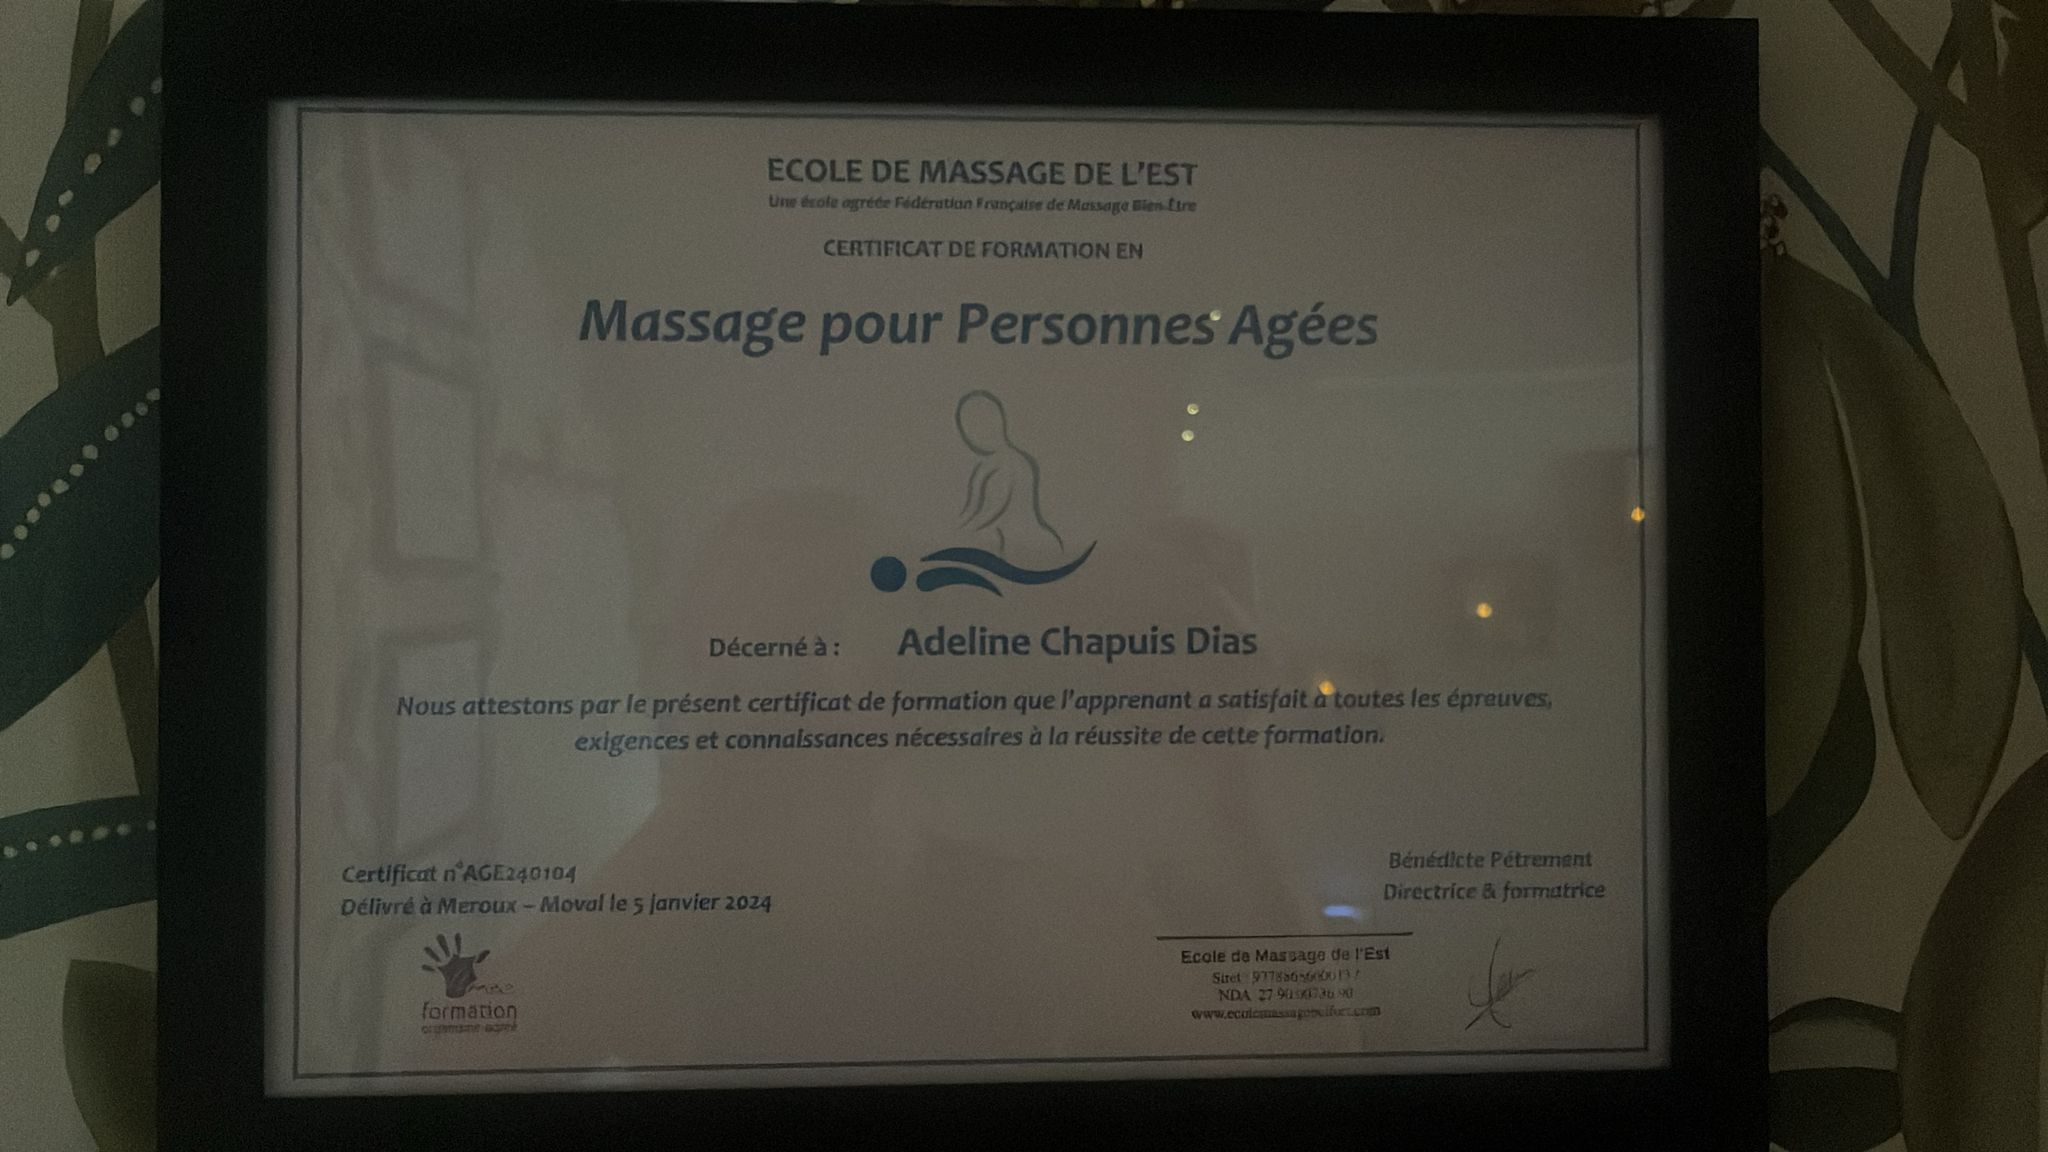 ECOLE DE MASSAGE DE L'EST
Une école agréée Fédération Française de Massage Bien-Être
CERTIFICAT DE FORMATION EN
Massage pour Personnes Agées
Décerné à : Adeline Chapuis Dias
Nous attestons par le présent certificat de formation que l'apprenant a satisfait à toutes les épreuves,
exigences et connaissances nécessaires à la réussite de cette formation.
Certificat n°AGE240104
Délivré à Meroux – Moval le 5 janvier 2024
Bénédicte Pétrement
Directrice & formatrice
formation
organisme agréé
Ecole de Massage de l'Est
Siret
NDA 27 90
www.ecolemassagebelfort.com